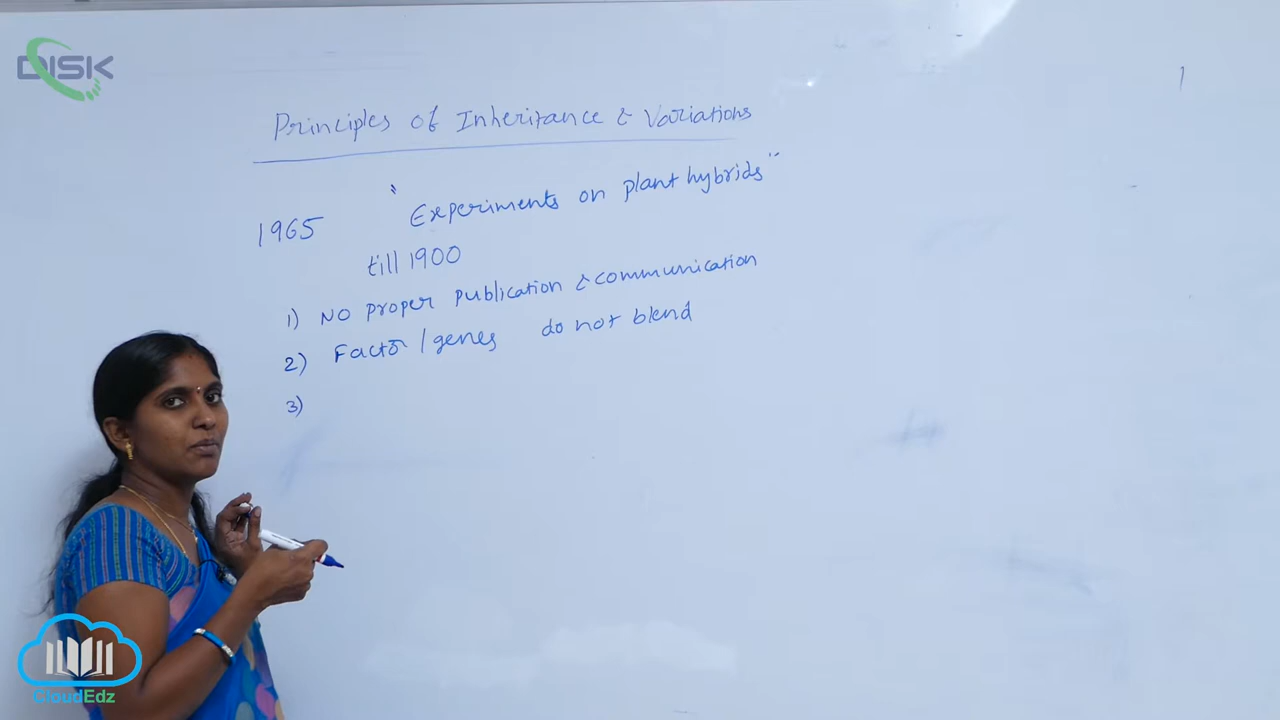 DISK
Principles of Inheritance & Variations
1965 "Experiments on plant hybrids"
till 1900
1) NO proper publication & communication
2) Factor / genes do not blend
3)
CloudEdz